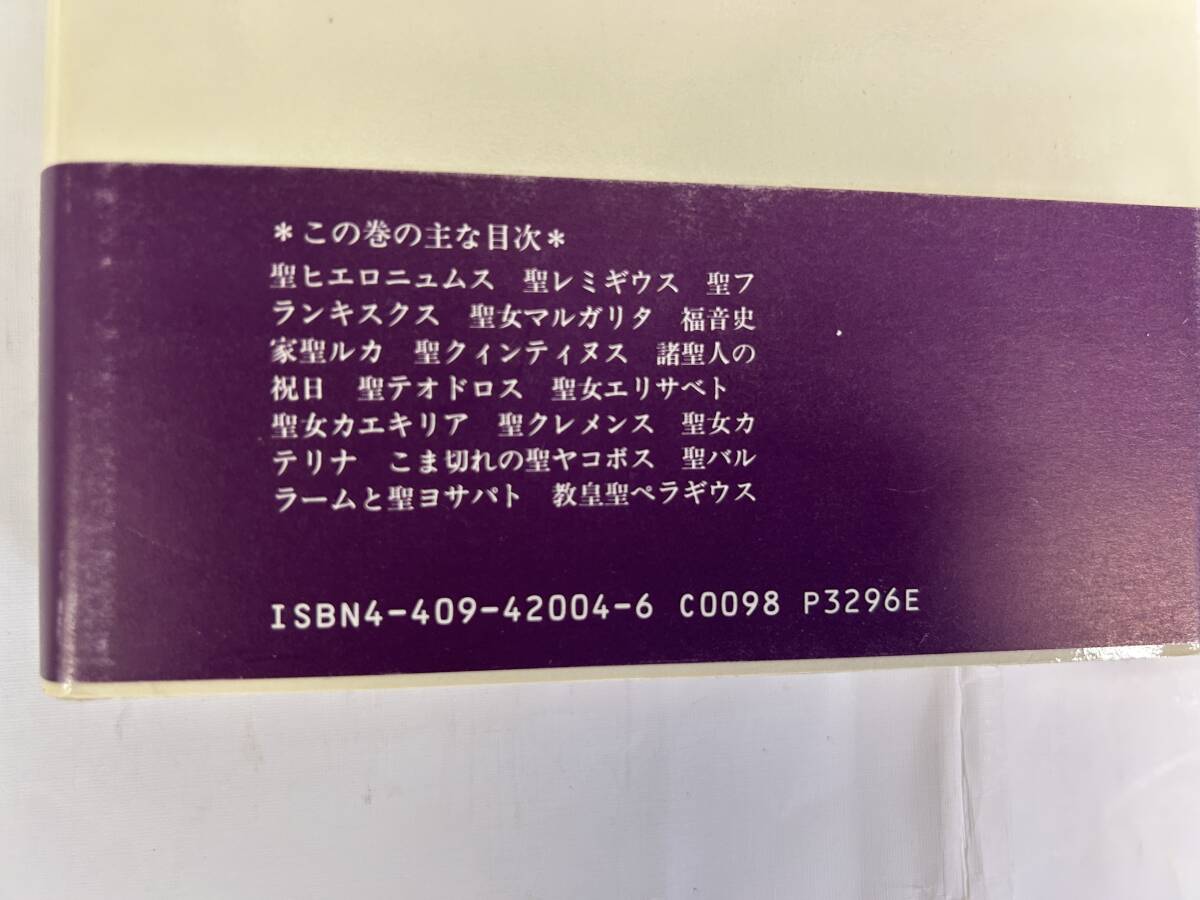 ＊この巻の主な目次＊
聖ヒエロニュムス　聖レミギウス　聖フ
ランキスクス　聖女マルガリタ　福音史
家聖ルカ　聖クィンティヌス　諸聖人の
祝日　聖テオドロス　聖女エリサベト
聖女カエキリア　聖クレメンス　聖女カ
テリナ　こま切れの聖ヤコボス　聖バル
ラームと聖ヨサパト　教皇聖ペラギウス
ISBN4-409-42004-6 C0098 P3296E